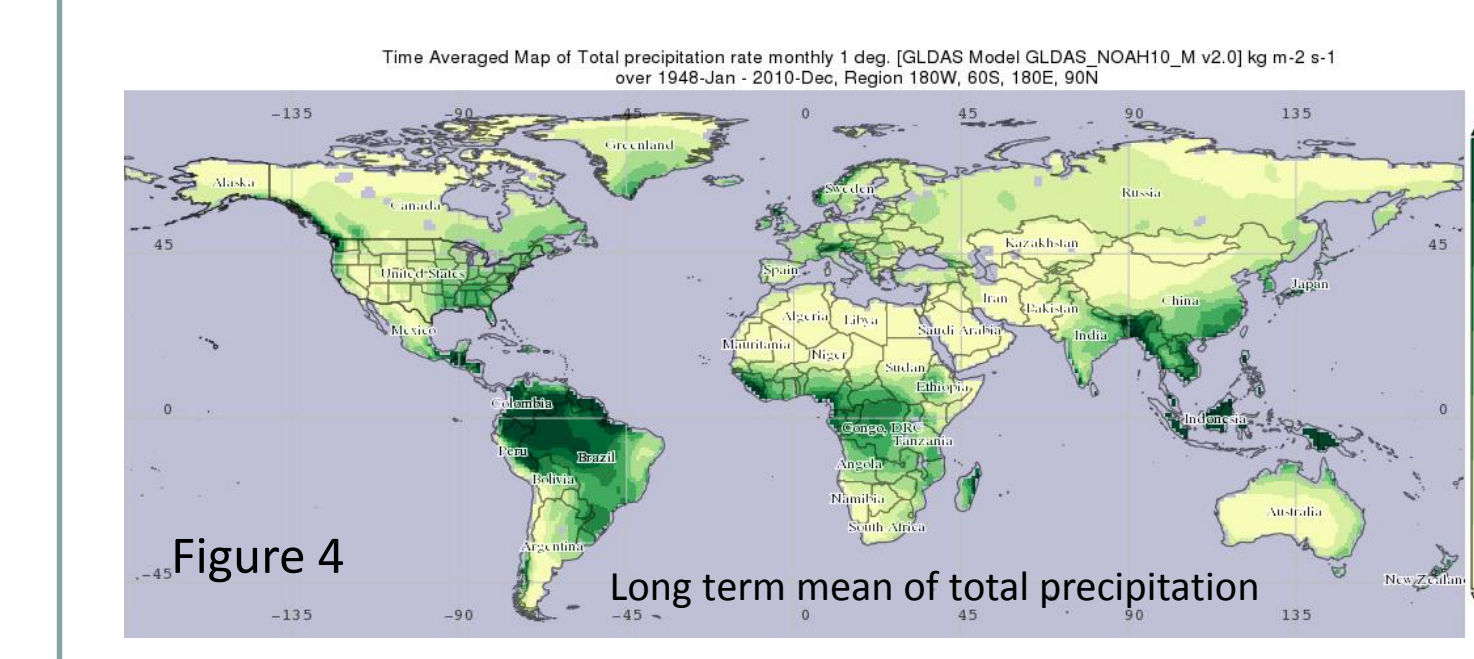 Time Averaged Map of Total precipitation rate monthly 1 deg. [GLDAS Model GLDAS_NOAH10_M v2.0] kg m-2 s-1
over 1948-Jan - 2010-Dec, Region 180W, 60S, 180E, 90N
-135 -90 -45 0 45 90 135
Greenland
Alaska Sweden Russia
Canada
45 Kazakhstan 45
United States Spain
Iran Japan
Pakistan China
Algeria Libya
Mexico Saudi Arabia India
Mauritania
Niger
Sudan
Ethiopia
Colombia
0 Indonesia 0
Congo, DRC
Tanzania
Peru Brazil
Angola
Bolivia
Namibia
Australia
South Africa
Argentina
Figure 4
-45 Long term mean of total precipitation New Zealan
-135 -90 -45 0 45 90 135